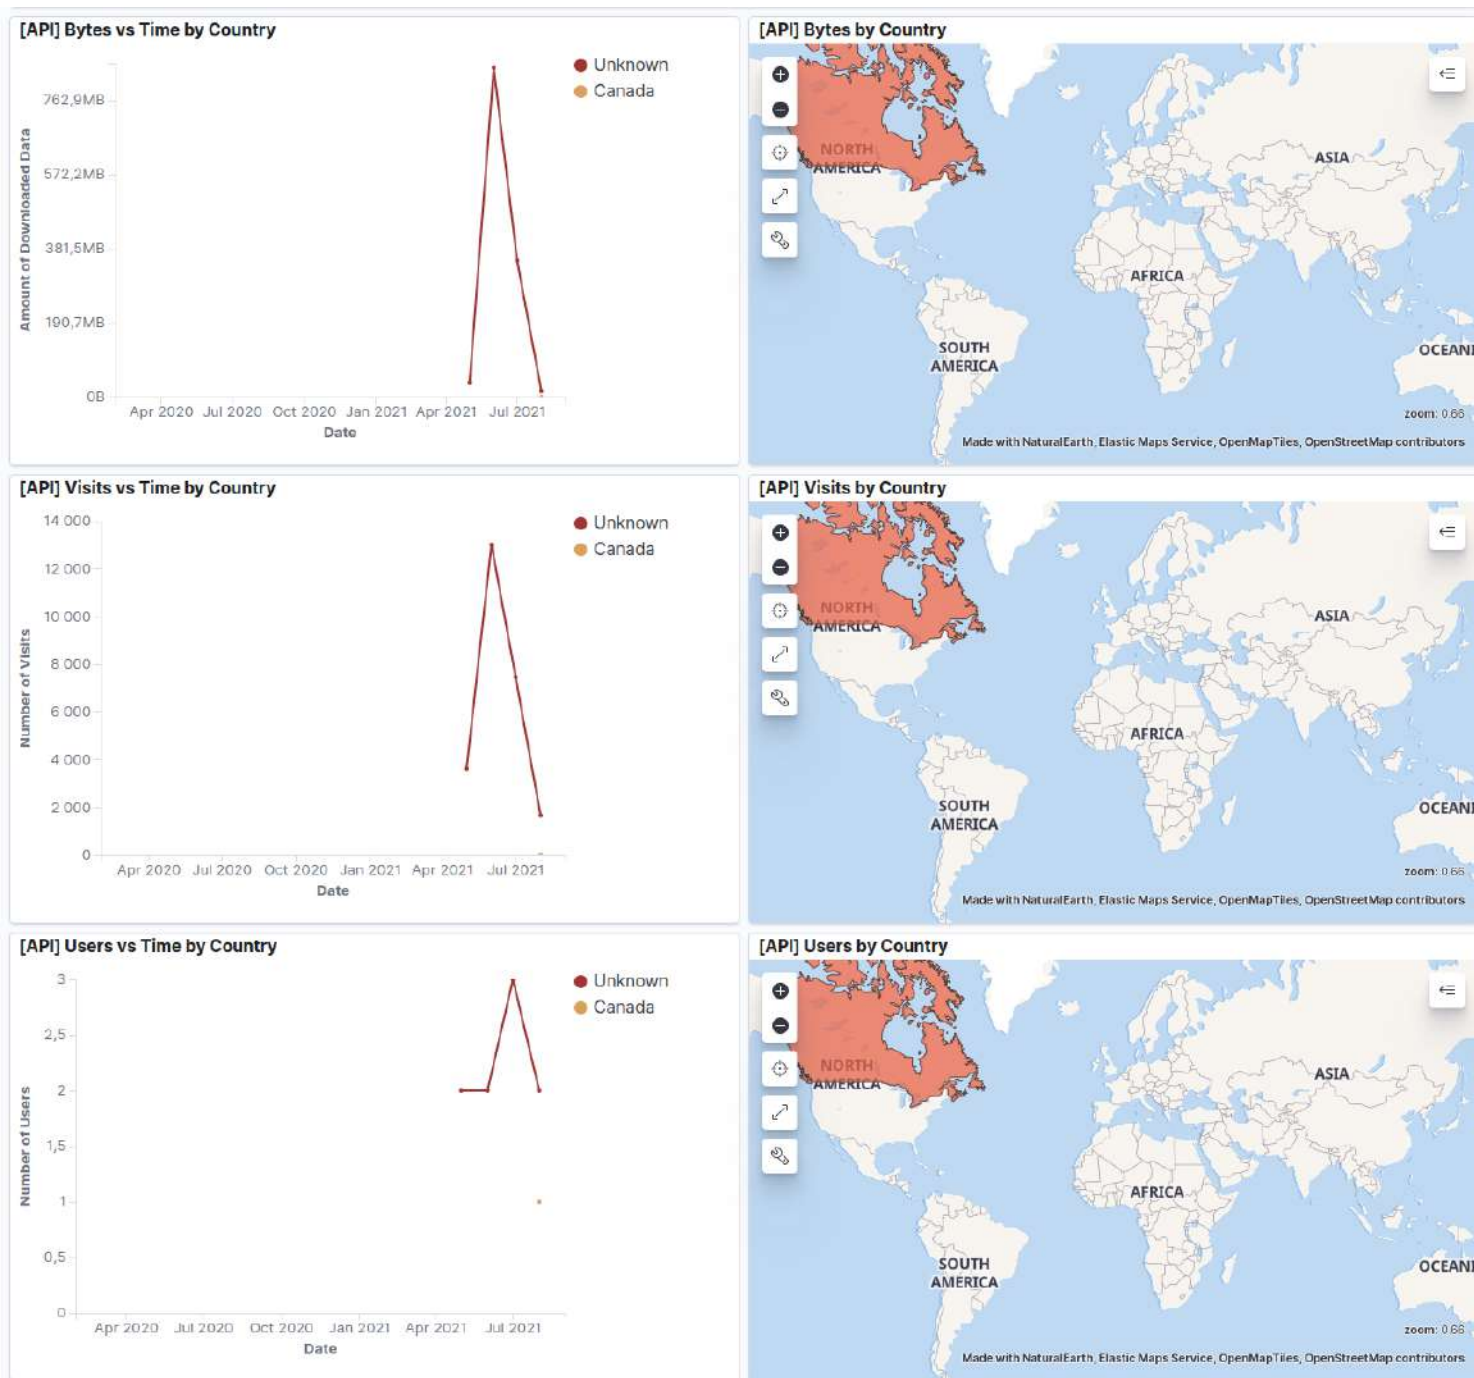 [API] Bytes vs Time by Country
Unknown
Canada
Amount of Downloaded Data
762,9MB
572,2MB
381,5MB
190,7MB
0B
Apr 2020 Jul 2020 Oct 2020 Jan 2021 Apr 2021 Jul 2021
Date
[API] Bytes by Country
NORTH
AMERICA
ASIA
AFRICA
SOUTH
AMERICA
OCEANI
zoom: 0.66
Made with NaturalEarth, Elastic Maps Service, OpenMapTiles, OpenStreetMap contributors
[API] Visits vs Time by Country
Unknown
Canada
Number of Visits
14 000
12 000
10 000
8 000
6 000
4 000
2 000
0
Apr 2020 Jul 2020 Oct 2020 Jan 2021 Apr 2021 Jul 2021
Date
[API] Visits by Country
NORTH
AMERICA
ASIA
AFRICA
SOUTH
AMERICA
OCEANI
zoom: 0.66
Made with NaturalEarth, Elastic Maps Service, OpenMapTiles, OpenStreetMap contributors
[API] Users vs Time by Country
Unknown
Canada
Number of Users
3
2,5
2
1,5
1
0,5
0
Apr 2020 Jul 2020 Oct 2020 Jan 2021 Apr 2021 Jul 2021
Date
[API] Users by Country
NORTH
AMERICA
ASIA
AFRICA
SOUTH
AMERICA
OCEANI
zoom: 0.66
Made with NaturalEarth, Elastic Maps Service, OpenMapTiles, OpenStreetMap contributors